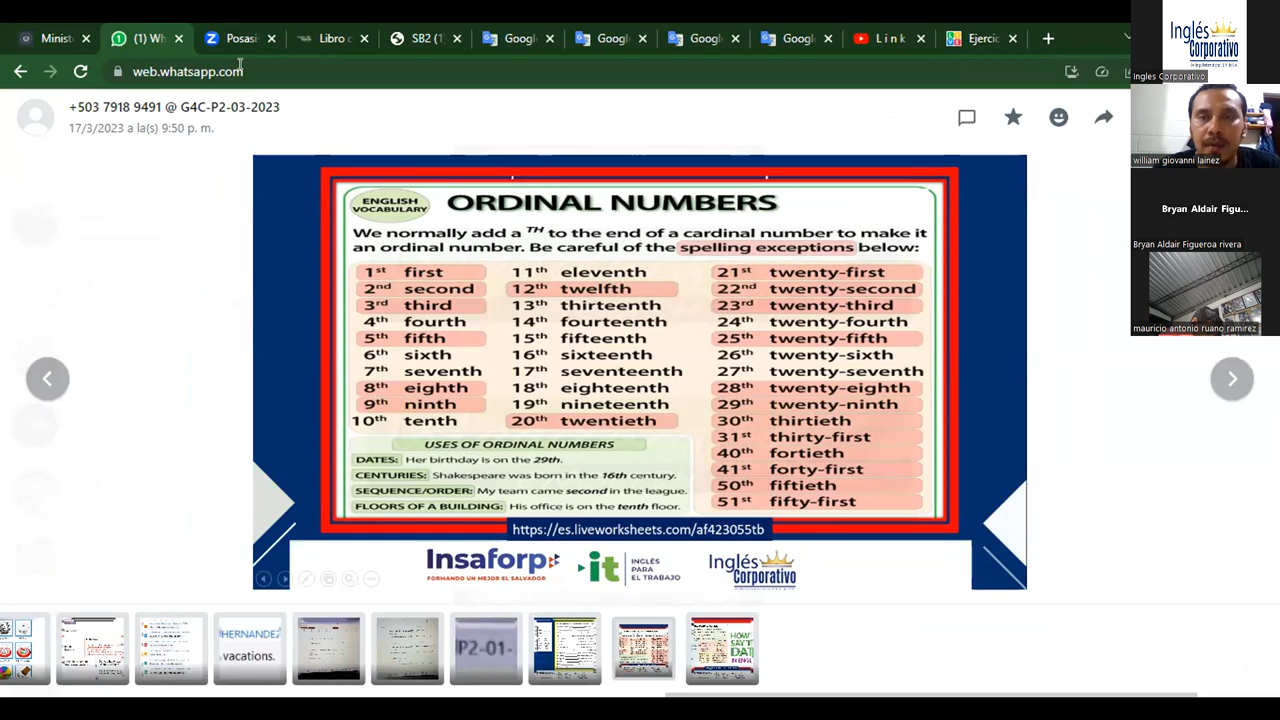 Minist
(1) Wh
Posasi
Libro c
SB2 (1
Googl
Googl
Googl
Googl
L i n k
Ejercic
web.whatsapp.com
+503 7918 9491 @ G4C-P2-03-2023
17/3/2023 a la(s) 9:50 p. m.
ENGLISH
VOCABULARY
ORDINAL NUMBERS
We normally add a TH to the end of a cardinal number to make it
an ordinal number. Be careful of the spelling exceptions below:
1st first
2nd second
3rd third
4th fourth
5th fifth
6th sixth
7th seventh
8th eighth
9th ninth
10th tenth
11th eleventh
12th twelfth
13th thirteenth
14th fourteenth
15th fifteenth
16th sixteenth
17th seventeenth
18th eighteenth
19th nineteenth
20th twentieth
21st twenty-first
22nd twenty-second
23rd twenty-third
24th twenty-fourth
25th twenty-fifth
26th twenty-sixth
27th twenty-seventh
28th twenty-eighth
29th twenty-ninth
30th thirtieth
31st thirty-first
40th fortieth
41st forty-first
50th fiftieth
51st fifty-first
USES OF ORDINAL NUMBERS
DATES: Her birthday is on the 29th.
CENTURIES: Shakespeare was born in the 16th century.
SEQUENCE/ORDER: My team came second in the league.
FLOORS OF A BUILDING: His office is on the tenth floor.
https://es.liveworksheets.com/af423055tb
Insaforp
FORMANDO UN MEJOR EL SALVADOR
it
INGLÉS
PARA
EL TRABAJO
Inglés
Corporativo
HERNANDEZ
vacations.
P2-01-
HOW
SAY T
DAT
IN ENGL
Inglés
Corporativo
Ingles Corporativo
william giovanni lainez
Bryan Aldair Figu...
Bryan Aldair Figueroa rivera
mauricio antonio ruano ramirez